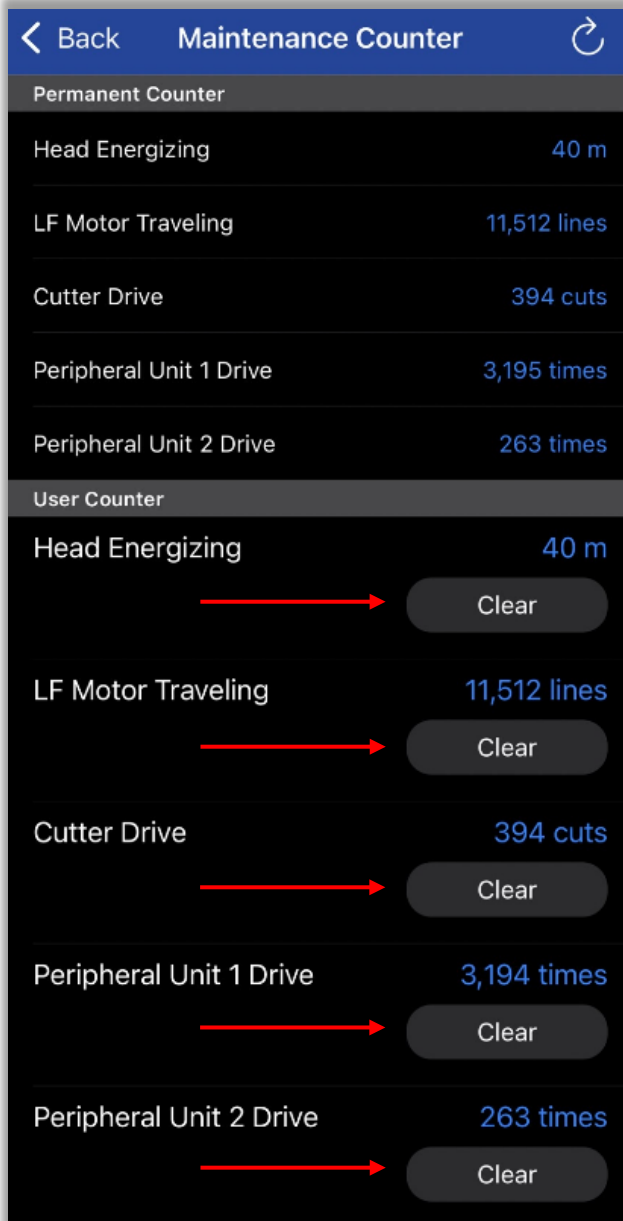 Back Maintenance Counter
Permanent Counter
Head Energizing 40 m
LF Motor Traveling 11,512 lines
Cutter Drive 394 cuts
Peripheral Unit 1 Drive 3,195 times
Peripheral Unit 2 Drive 263 times
User Counter
Head Energizing 40 m
Clear
LF Motor Traveling 11,512 lines
Clear
Cutter Drive 394 cuts
Clear
Peripheral Unit 1 Drive 3,194 times
Clear
Peripheral Unit 2 Drive 263 times
Clear